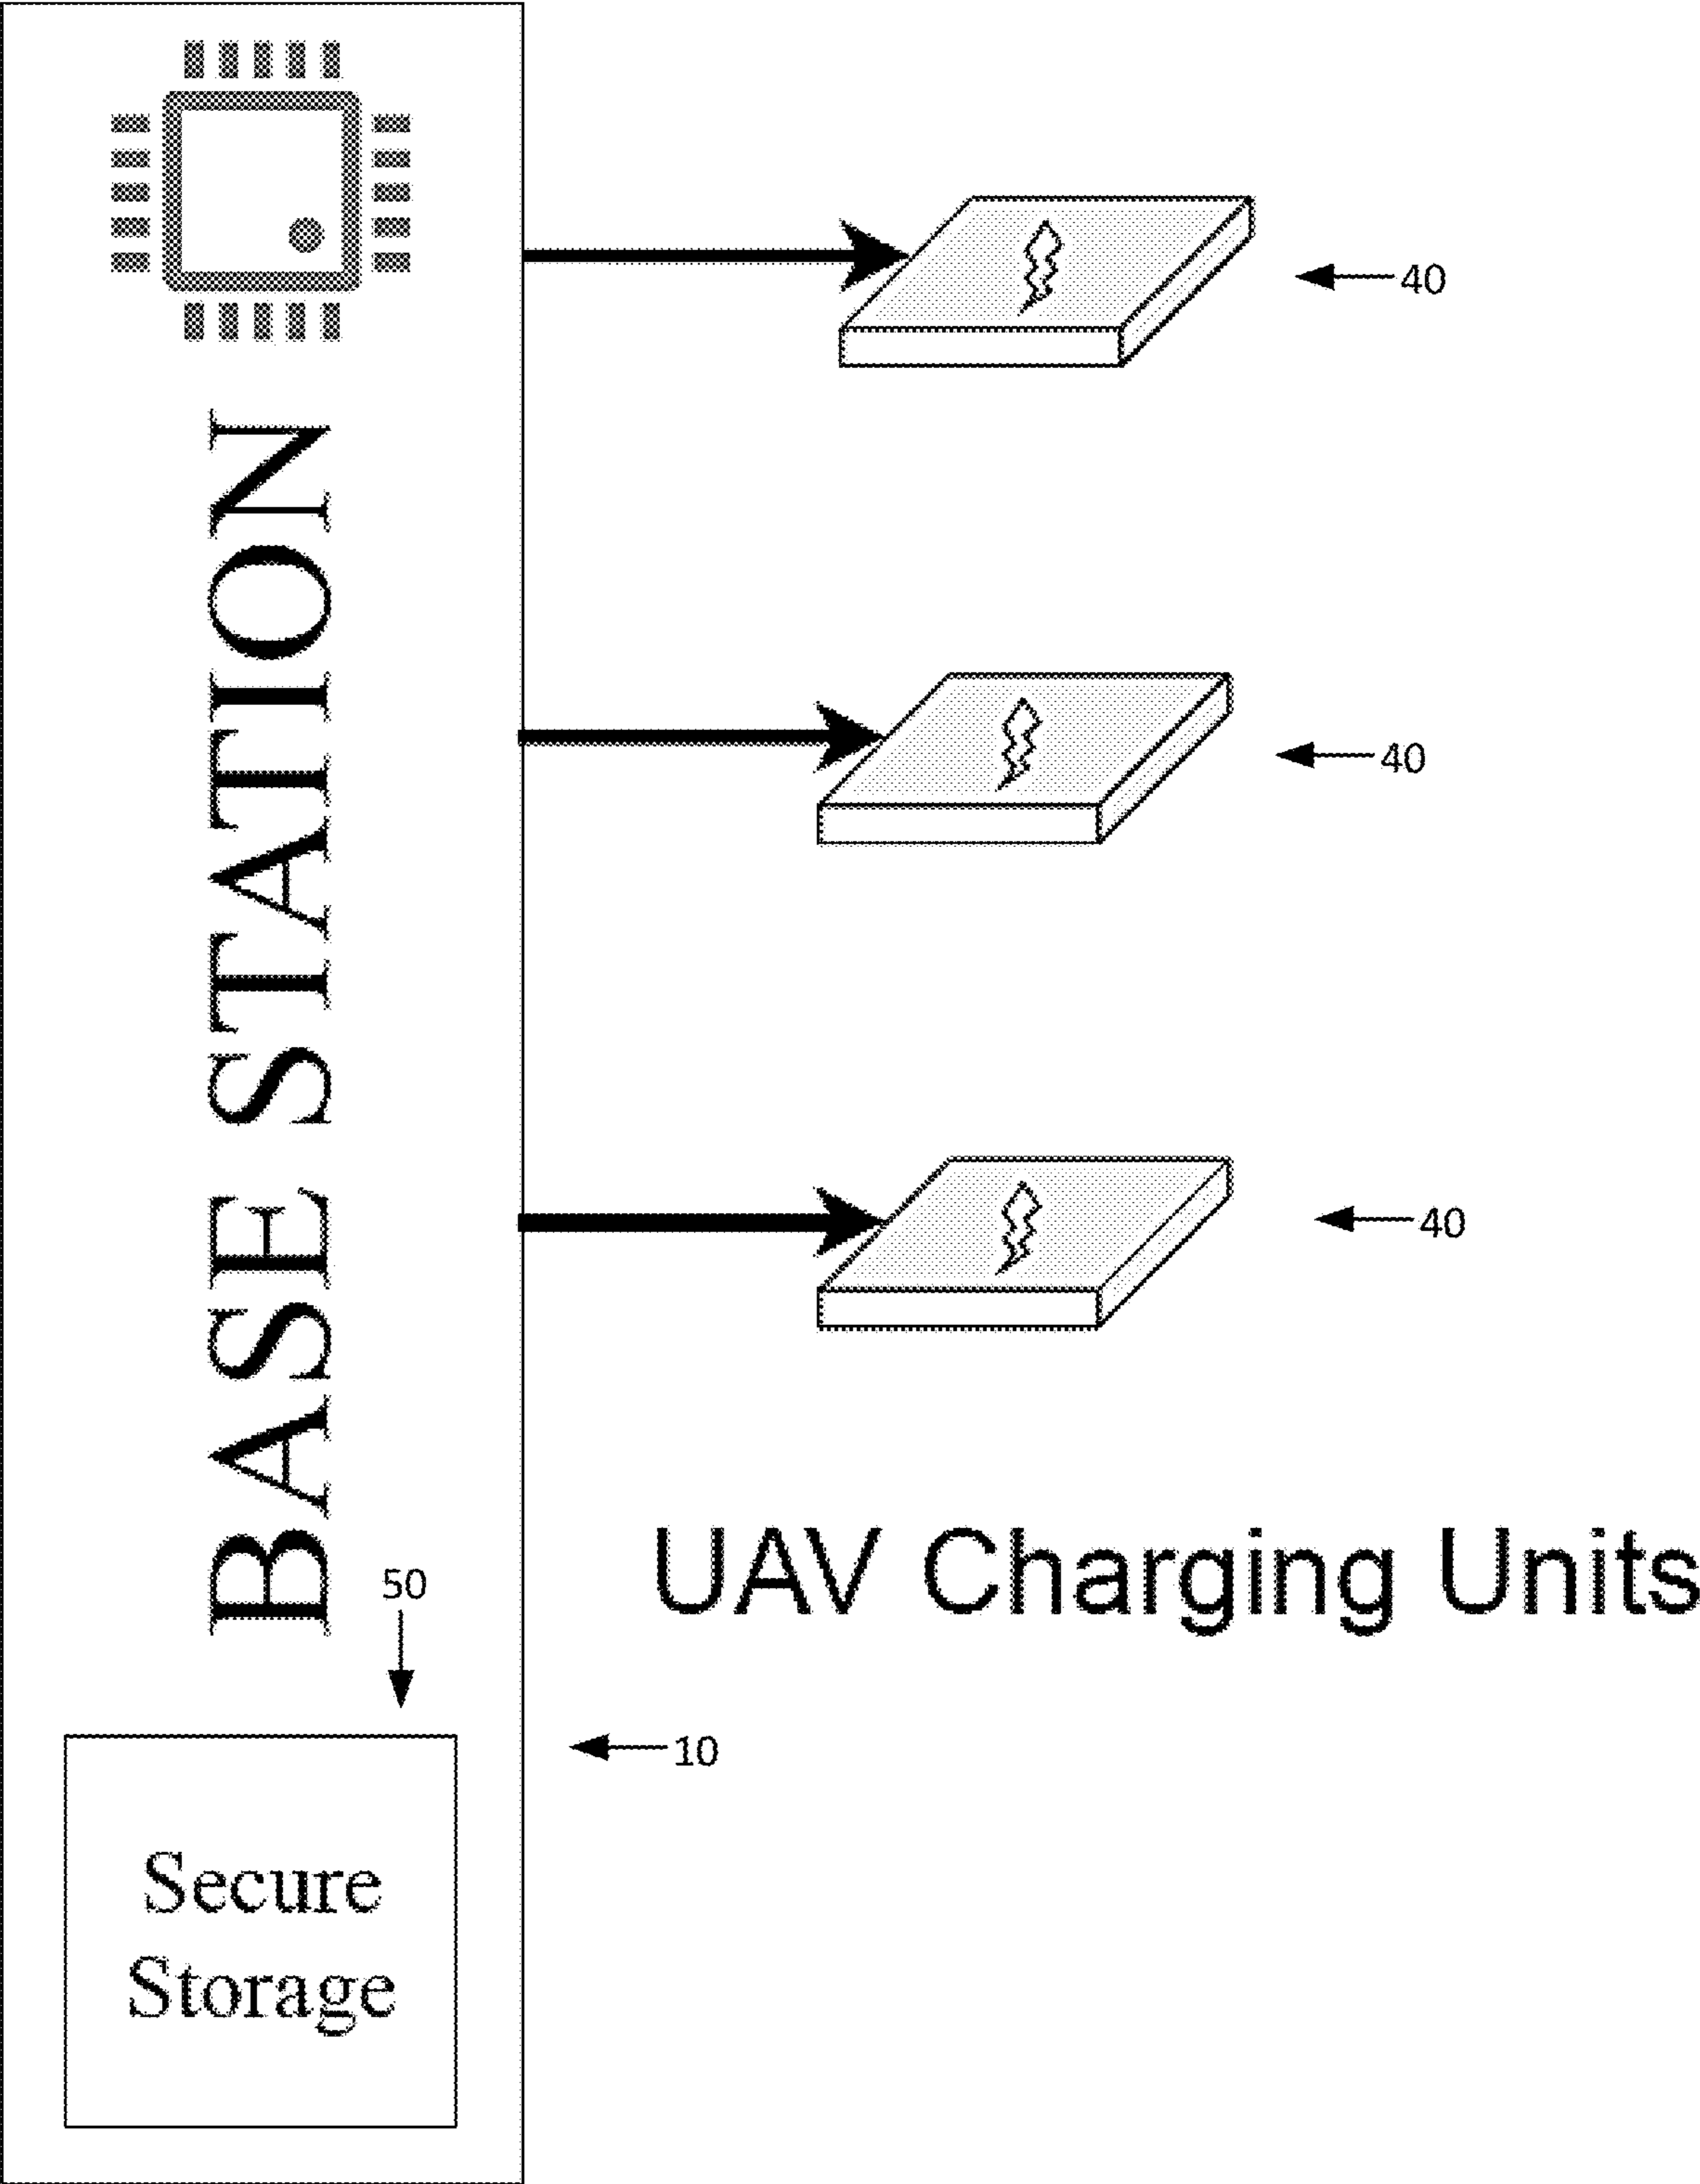 BASE STATION
40
40
40
UAV Charging Units
50
10
Secure
Storage